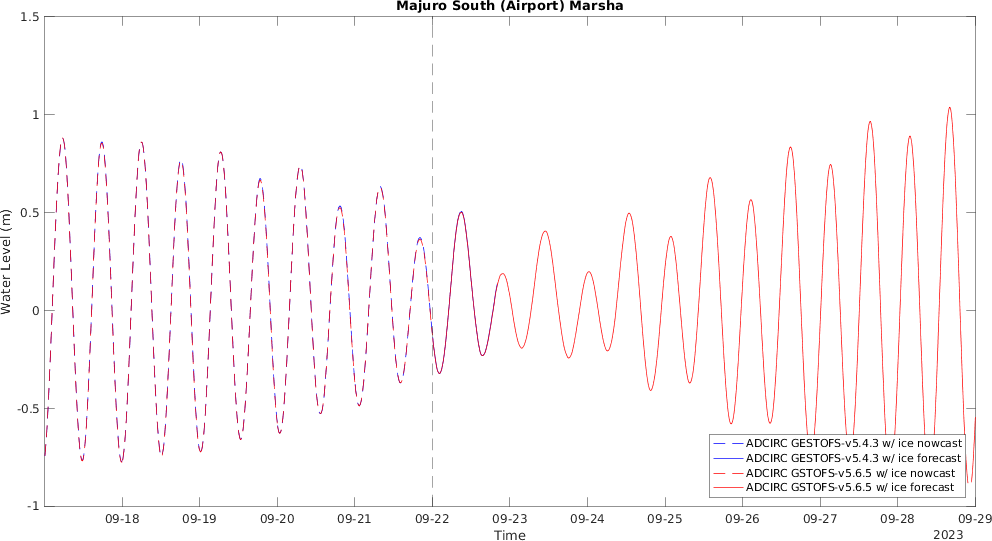 Majuro South (Airport) Marsha
1.5
1
0.5
0
-0.5
-1
Water Level (m)
ADCIRC GESTOFS-v5.4.3 w/ ice nowcast
ADCIRC GESTOFS-v5.4.3 w/ ice forecast
ADCIRC GSTOFS-v5.6.5 w/ ice nowcast
ADCIRC GSTOFS-v5.6.5 w/ ice forecast
09-18 09-19 09-20 09-21 09-22 09-23 09-24 09-25 09-26 09-27 09-28 09-29
Time
2023